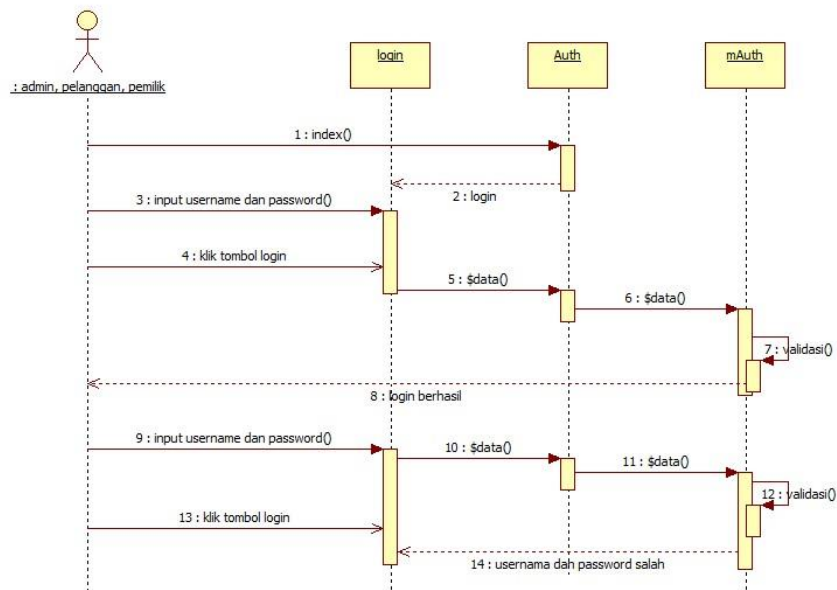 login
Auth
mAuth
: admin, pelanggan, pemilik
1 : index()
2 : login
3 : input username dan password()
4 : klik tombol login
5 : $data()
6 : $data()
7 : validasi()
8 : login berhasil
9 : input username dan password()
10 : $data()
11 : $data()
12 : validasi()
13 : klik tombol login
14 : usernama dah password salah